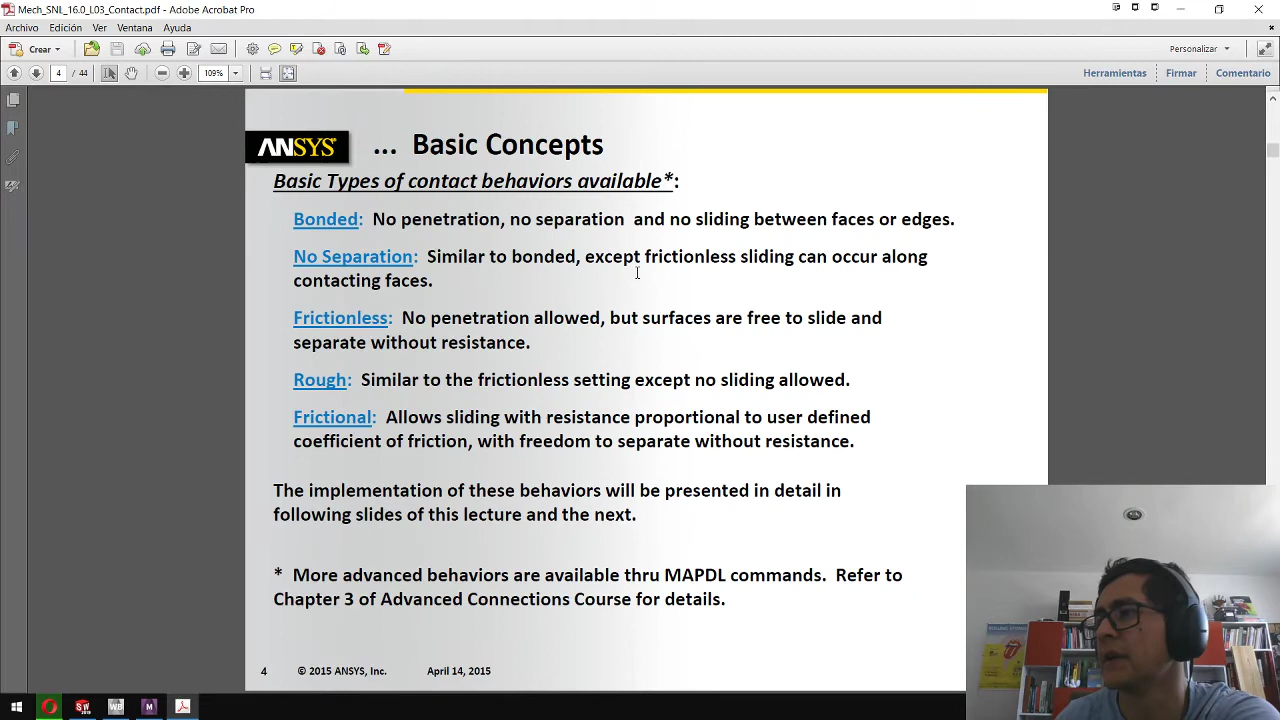 Mech_SNL_16.0_L03_Contact.pdf - Adobe Acrobat Pro
Archivo Edición Ver Ventana Ayuda
Crear Personalizar
4 / 44 109% Herramientas Firmar Comentario
ANSYS ... Basic Concepts
Basic Types of contact behaviors available*:
Bonded: No penetration, no separation and no sliding between faces or edges.
No Separation: Similar to bonded, except frictionless sliding can occur along
contacting faces.
Frictionless: No penetration allowed, but surfaces are free to slide and
separate without resistance.
Rough: Similar to the frictionless setting except no sliding allowed.
Frictional: Allows sliding with resistance proportional to user defined
coefficient of friction, with freedom to separate without resistance.
The implementation of these behaviors will be presented in detail in
following slides of this lecture and the next.
* More advanced behaviors are available thru MAPDL commands. Refer to
Chapter 3 of Advanced Connections Course for details.
4 © 2015 ANSYS, Inc. April 14, 2015